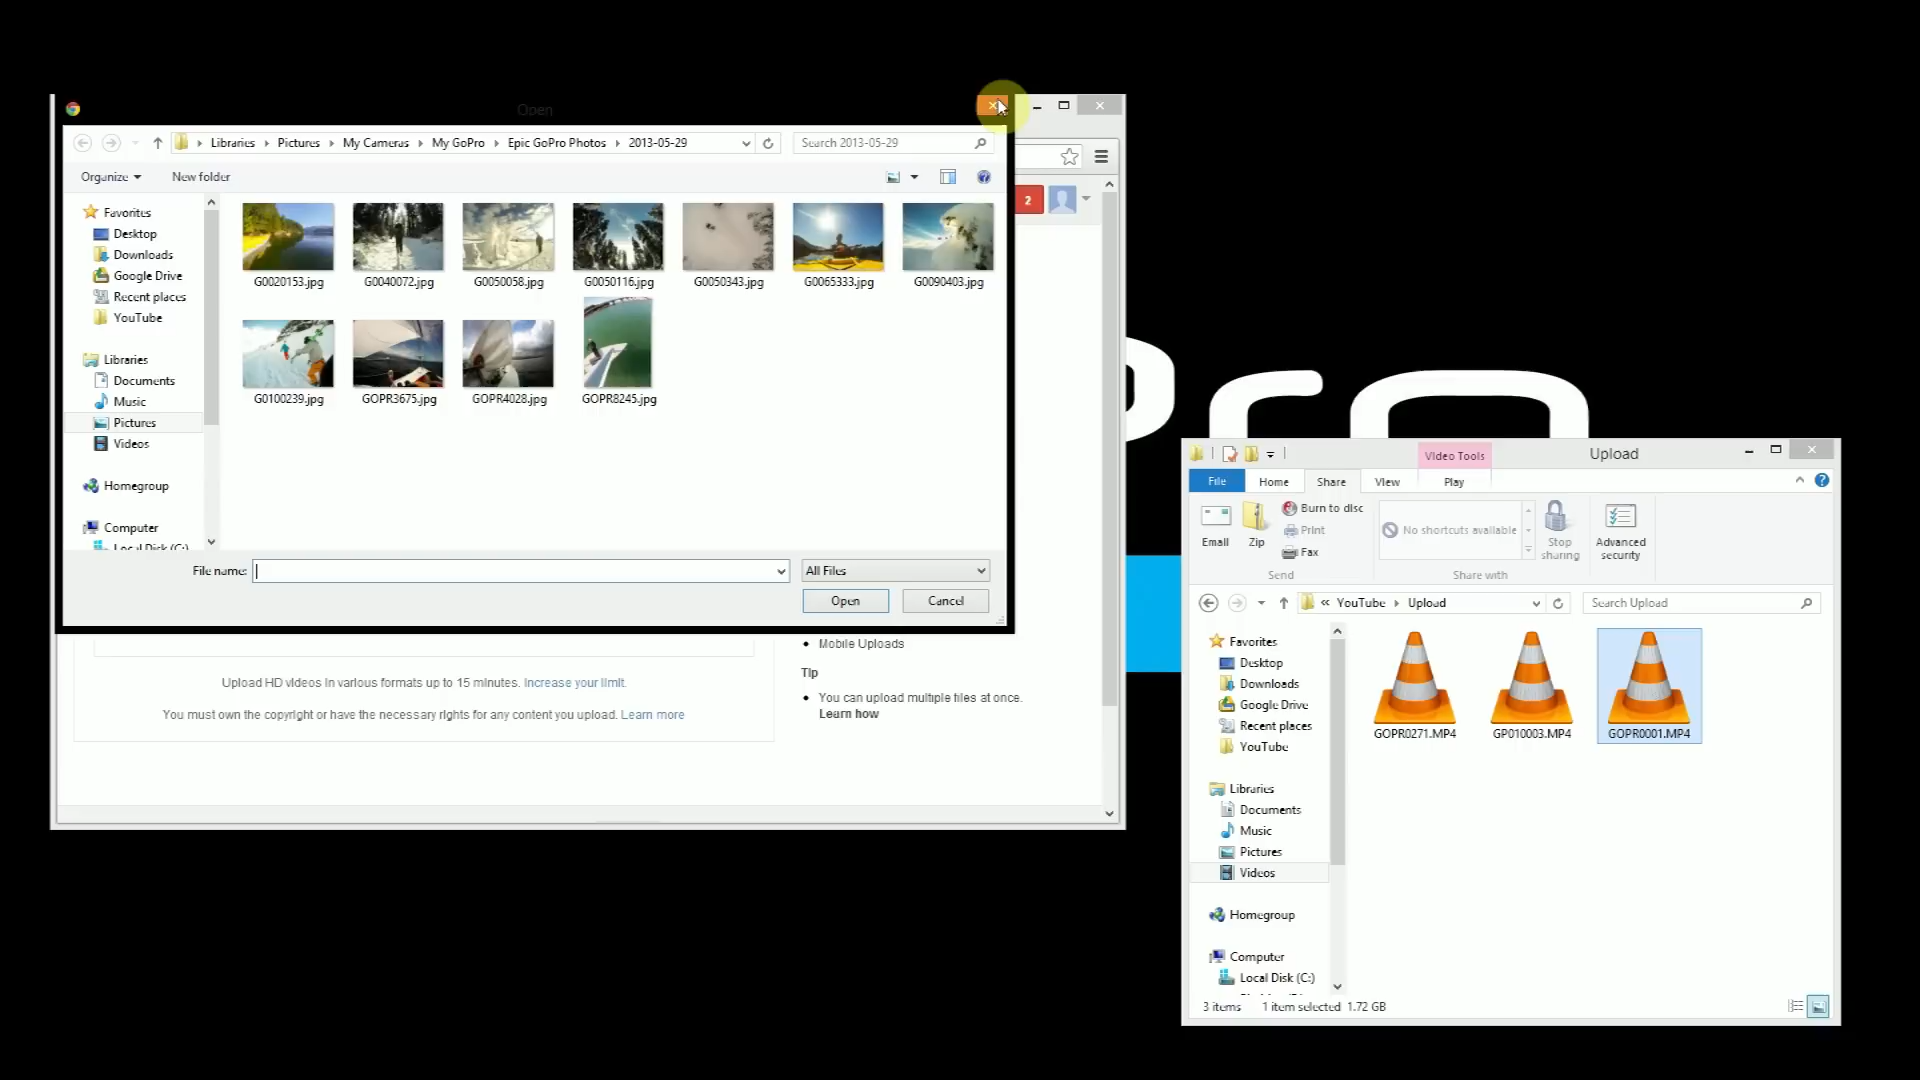 Open
Libraries Pictures My Cameras My GoPro Epic GoPro Photos 2013-05-29
Search 2013-05-29
Organize New folder
Favorites
Desktop
Downloads
Google Drive
Recent places
YouTube
Libraries
Documents
Music
Pictures
Videos
Homegroup
Computer
Local Disk (C:)
G0020153.jpg G0040072.jpg G0050058.jpg G0050116.jpg G0050343.jpg G0065333.jpg G0090403.jpg
G0100239.jpg GOPR3675.jpg GOPR4028.jpg GOPR8245.jpg
File name: All Files
Open Cancel
2
Mobile Uploads
Upload HD videos in various formats up to 15 minutes. Increase your limit.
Tip
You must own the copyright or have the necessary rights for any content you upload. Learn more
You can upload multiple files at once.
Learn how
Pro
Video Tools Upload
File Home Share View Play
Email Zip Burn to disc
Print
Fax
No shortcuts available
Stop sharing
Advanced security
Send Share with
« YouTube Upload
Search Upload
Favorites
Desktop
Downloads
Google Drive
Recent places
YouTube
Libraries
Documents
Music
Pictures
Videos
Homegroup
Computer
Local Disk (C:)
GOPR0271.MP4 GP010003.MP4 GOPR0001.MP4
3 items 1 item selected 1.72 GB